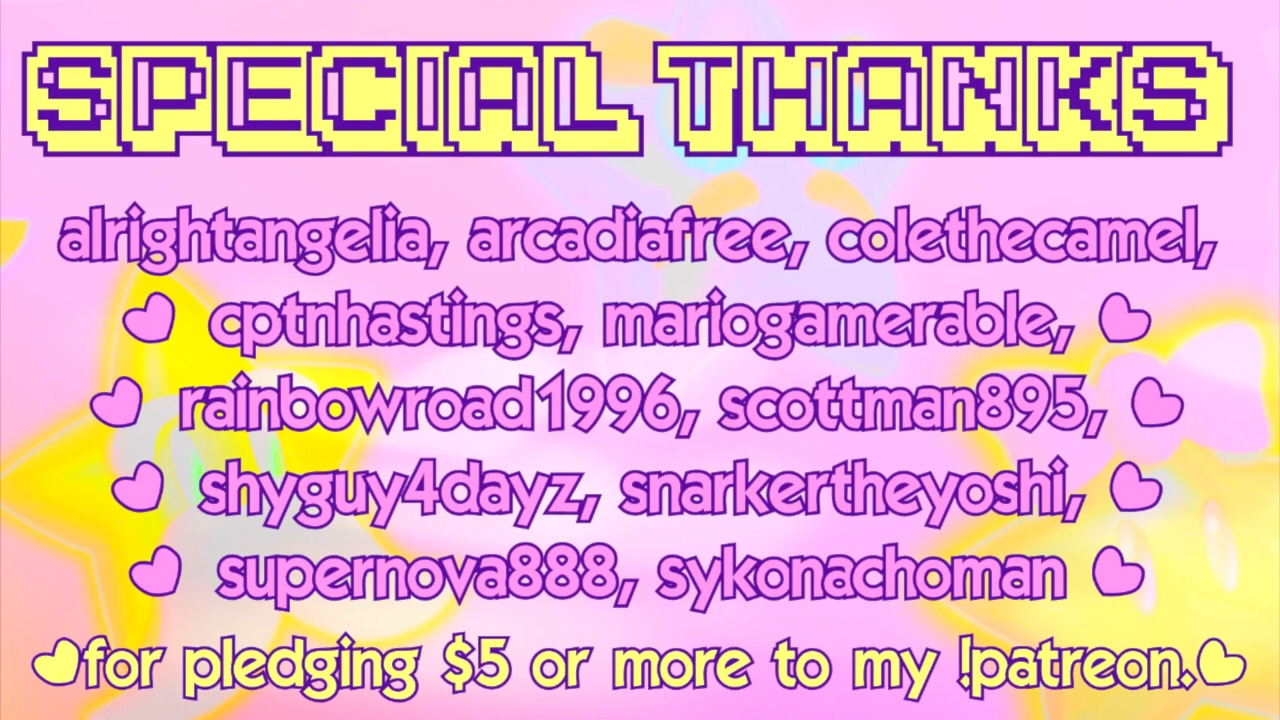 SPECIAL THANKS
alrightangelia, arcadiafree, colethecamel,
cptnhastings, mariogamerable,
rainbowroad1996, scottman895,
shyguy4dayz, snarkertheyoshi,
supernova888, sykonachoman
for pledging $5 or more to my !patreon.